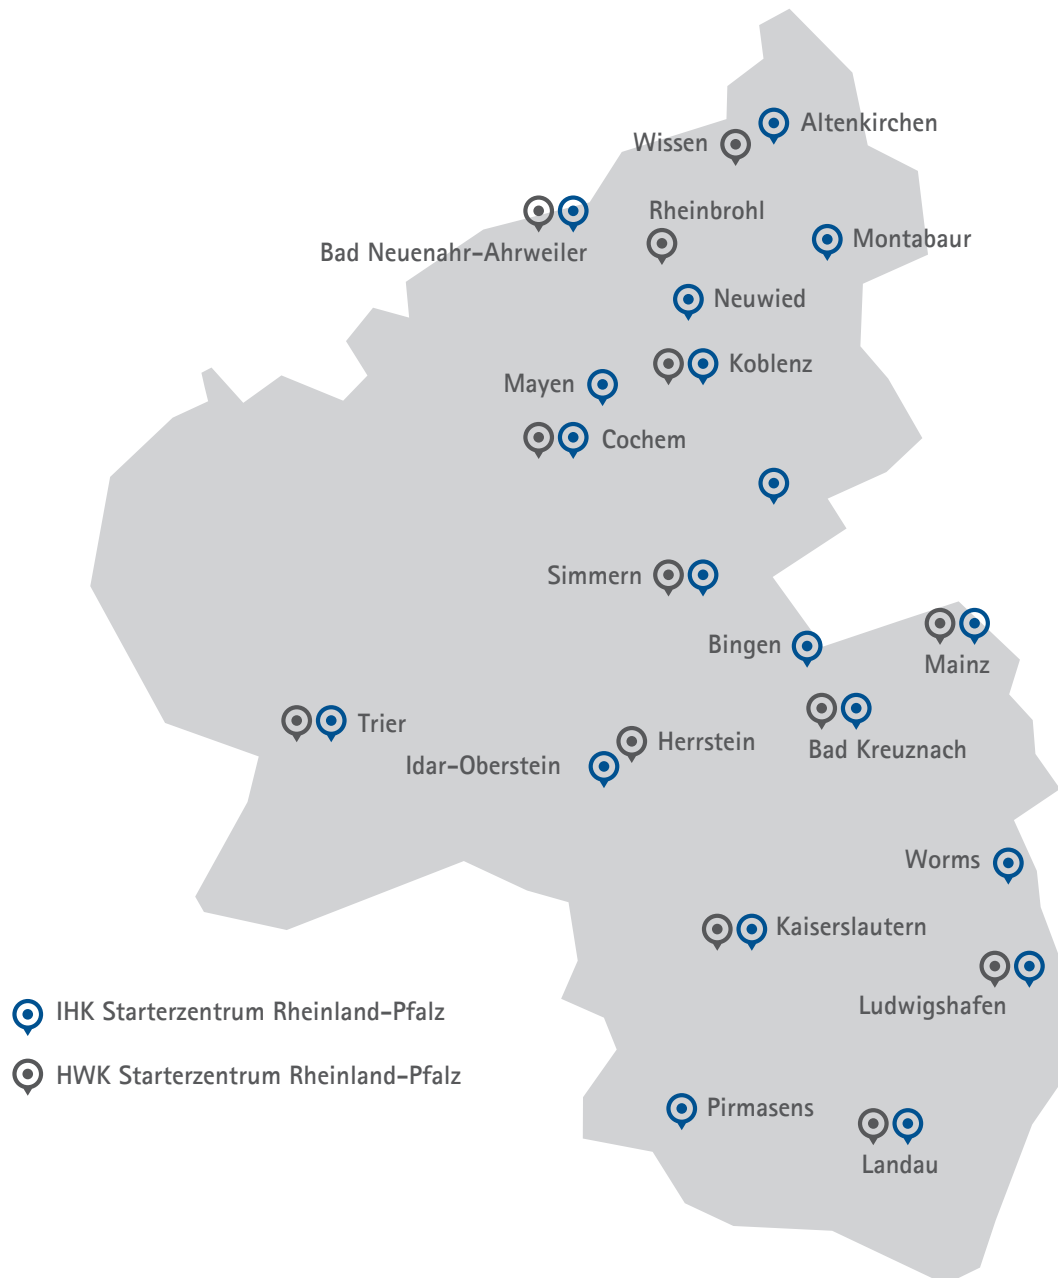 Altenkirchen
Wissen
Rheinbrohl
Montabaur
Bad Neuenahr-Ahrweiler
Neuwied
Koblenz
Mayen
Cochem
Simmern
Bingen
Mainz
Trier
Herrstein
Bad Kreuznach
Idar-Oberstein
Worms
Kaiserslautern
Ludwigshafen
IHK Starterzentrum Rheinland-Pfalz
HWK Starterzentrum Rheinland-Pfalz
Pirmasens
Landau